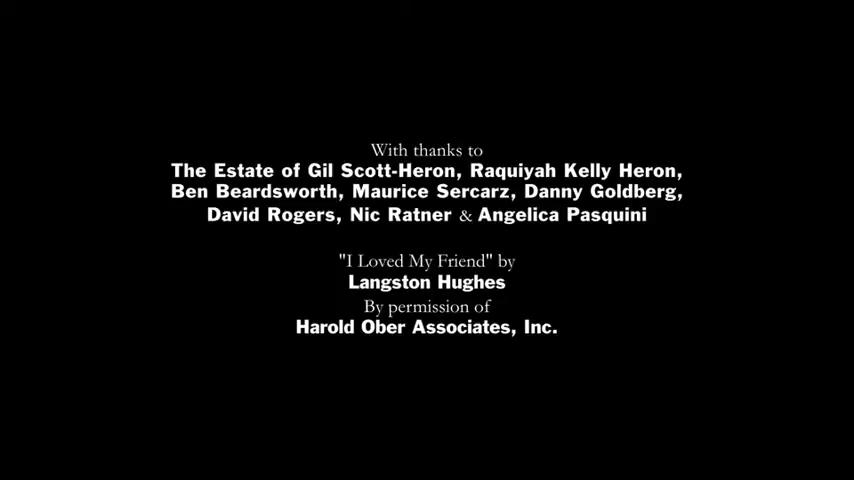 With thanks to
The Estate of Gil Scott-Heron, Raquiyah Kelly Heron,
Ben Beardsworth, Maurice Sercarz, Danny Goldberg,
David Rogers, Nic Ratner & Angelica Pasquini
"I Loved My Friend" by
Langston Hughes
By permission of
Harold Ober Associates, Inc.